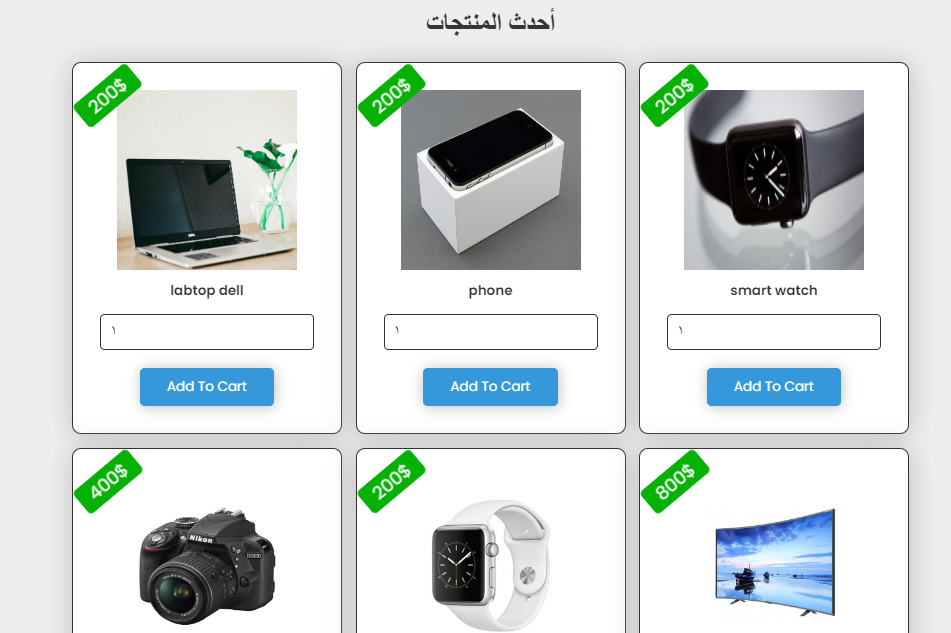 أحدث المنتجات
200$
200$
200$
labtop dell
phone
smart watch
١
١
١
Add To Cart
Add To Cart
Add To Cart
400$
200$
800$
Nikon